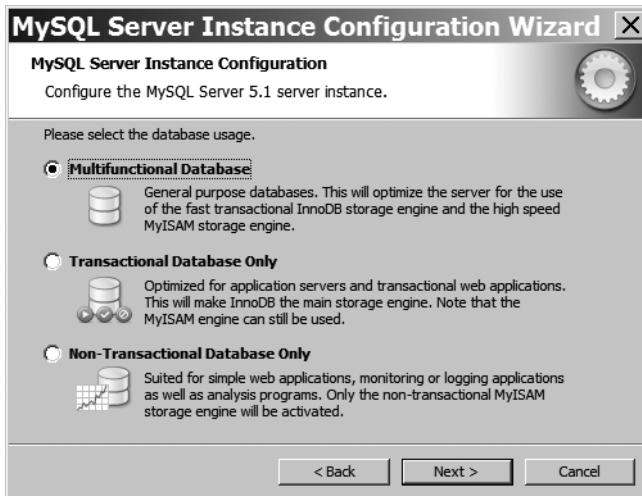 MySQL Server Instance Configuration Wizard
MySQL Server Instance Configuration
Configure the MySQL Server 5.1 server instance.
Please select the database usage.
Multifunctional Database
General purpose databases. This will optimize the server for the use
of the fast transactional InnoDB storage engine and the high speed
MyISAM storage engine.
Transactional Database Only
Optimized for application servers and transactional web applications.
This will make InnoDB the main storage engine. Note that the
MyISAM engine can still be used.
Non-Transactional Database Only
Suited for simple web applications, monitoring or logging applications
as well as analysis programs. Only the non-transactional MyISAM
storage engine will be activated.
< Back Next > Cancel